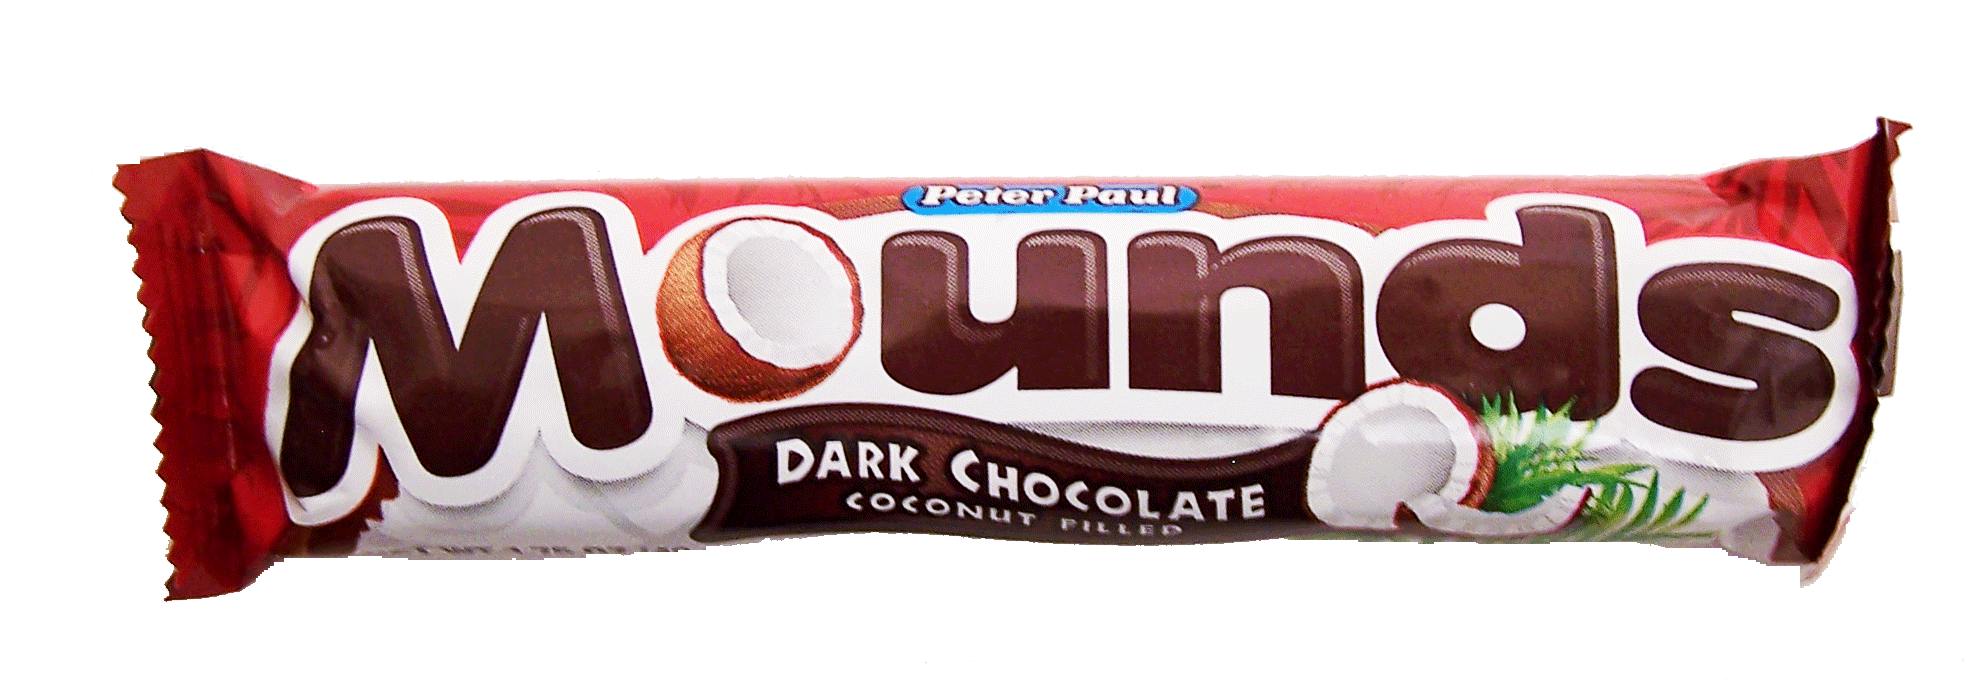 Peter Paul
Mounds
DARK CHOCOLATE
COCONUT FILLED